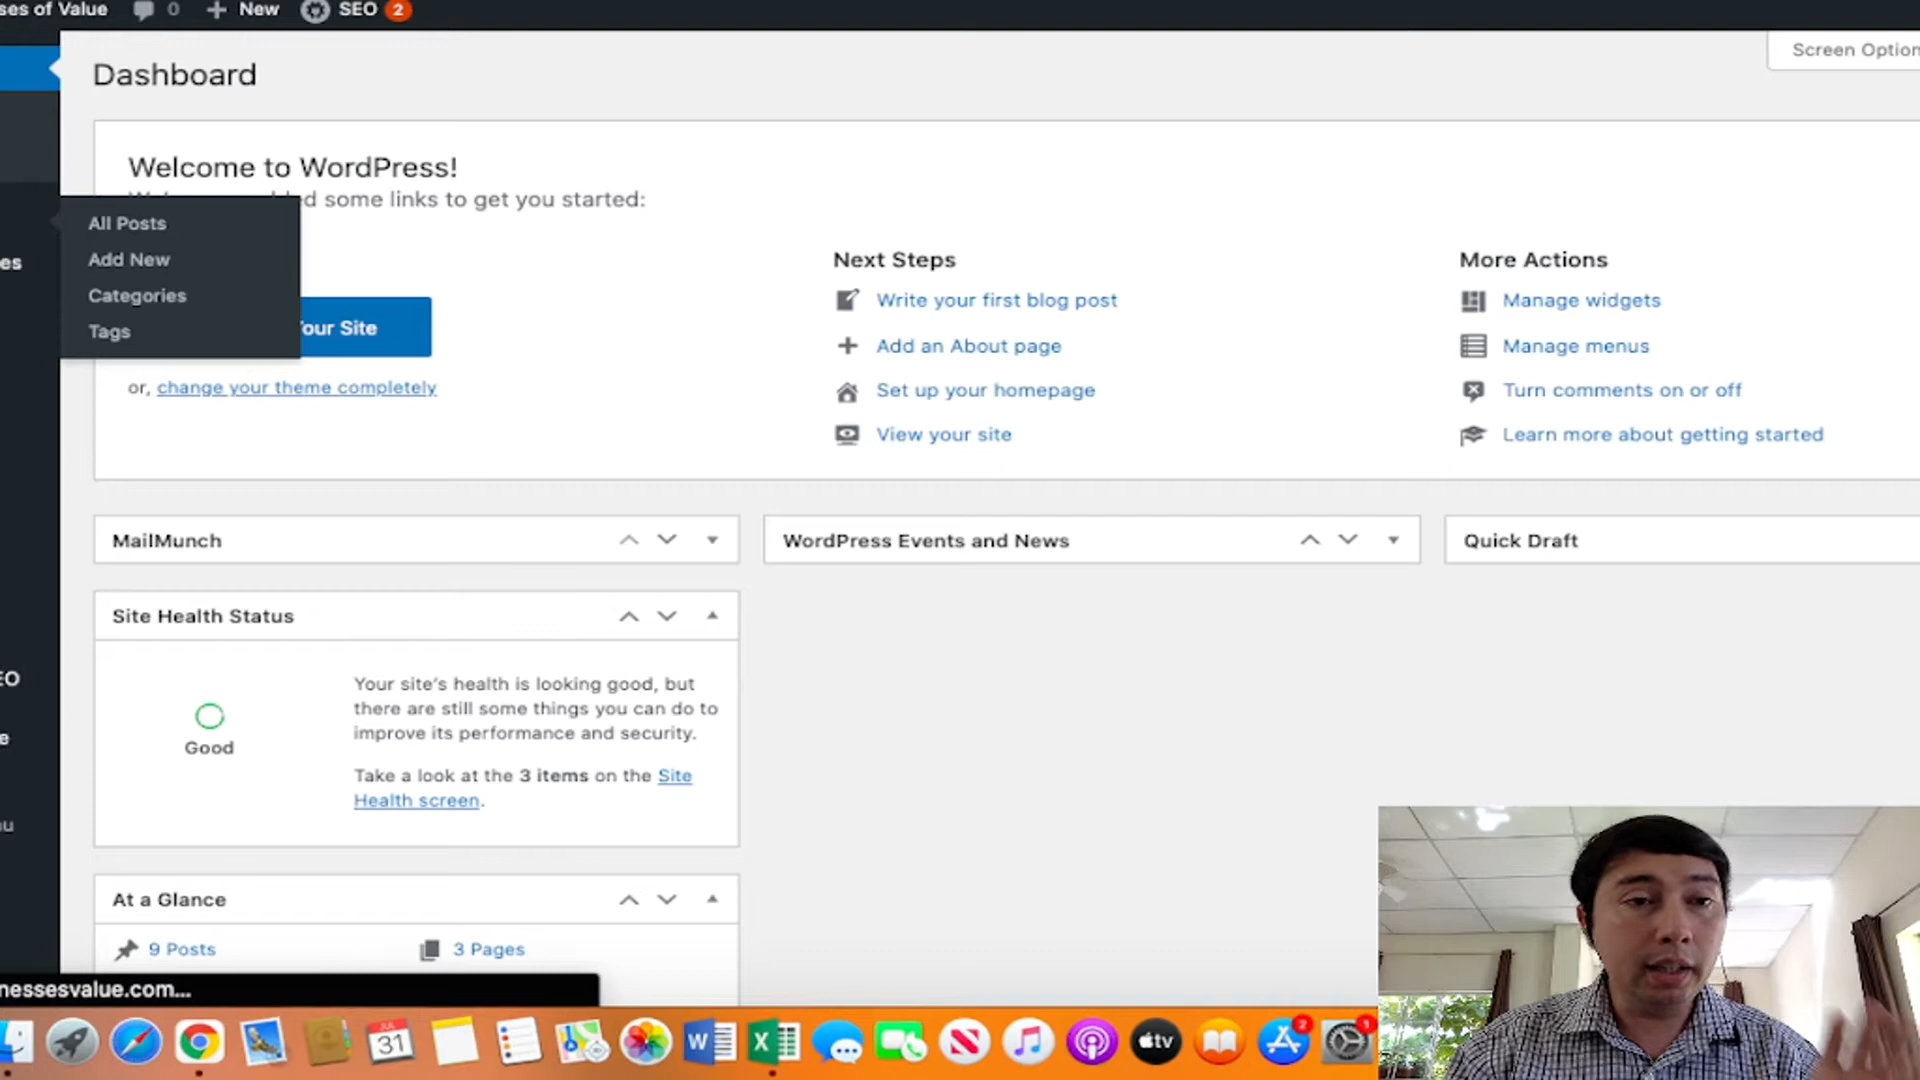 ses of Value 0 New SEO 2
Screen Option
Dashboard
Welcome to WordPress!
some links to get you started:
All Posts
Add New
Categories
Tags
es
our Site
or, change your theme completely
Next Steps
Write your first blog post
Add an About page
Set up your homepage
View your site
More Actions
Manage widgets
Manage menus
Turn comments on or off
Learn more about getting started
MailMunch
WordPress Events and News
Quick Draft
Site Health Status
Good
Your site's health is looking good, but
there are still some things you can do to
improve its performance and security.
Take a look at the 3 items on the Site
Health screen.
EO
e
nu
At a Glance
9 Posts
3 Pages
nessesvalue.com...
JUL
31
W
X
tv
2
1